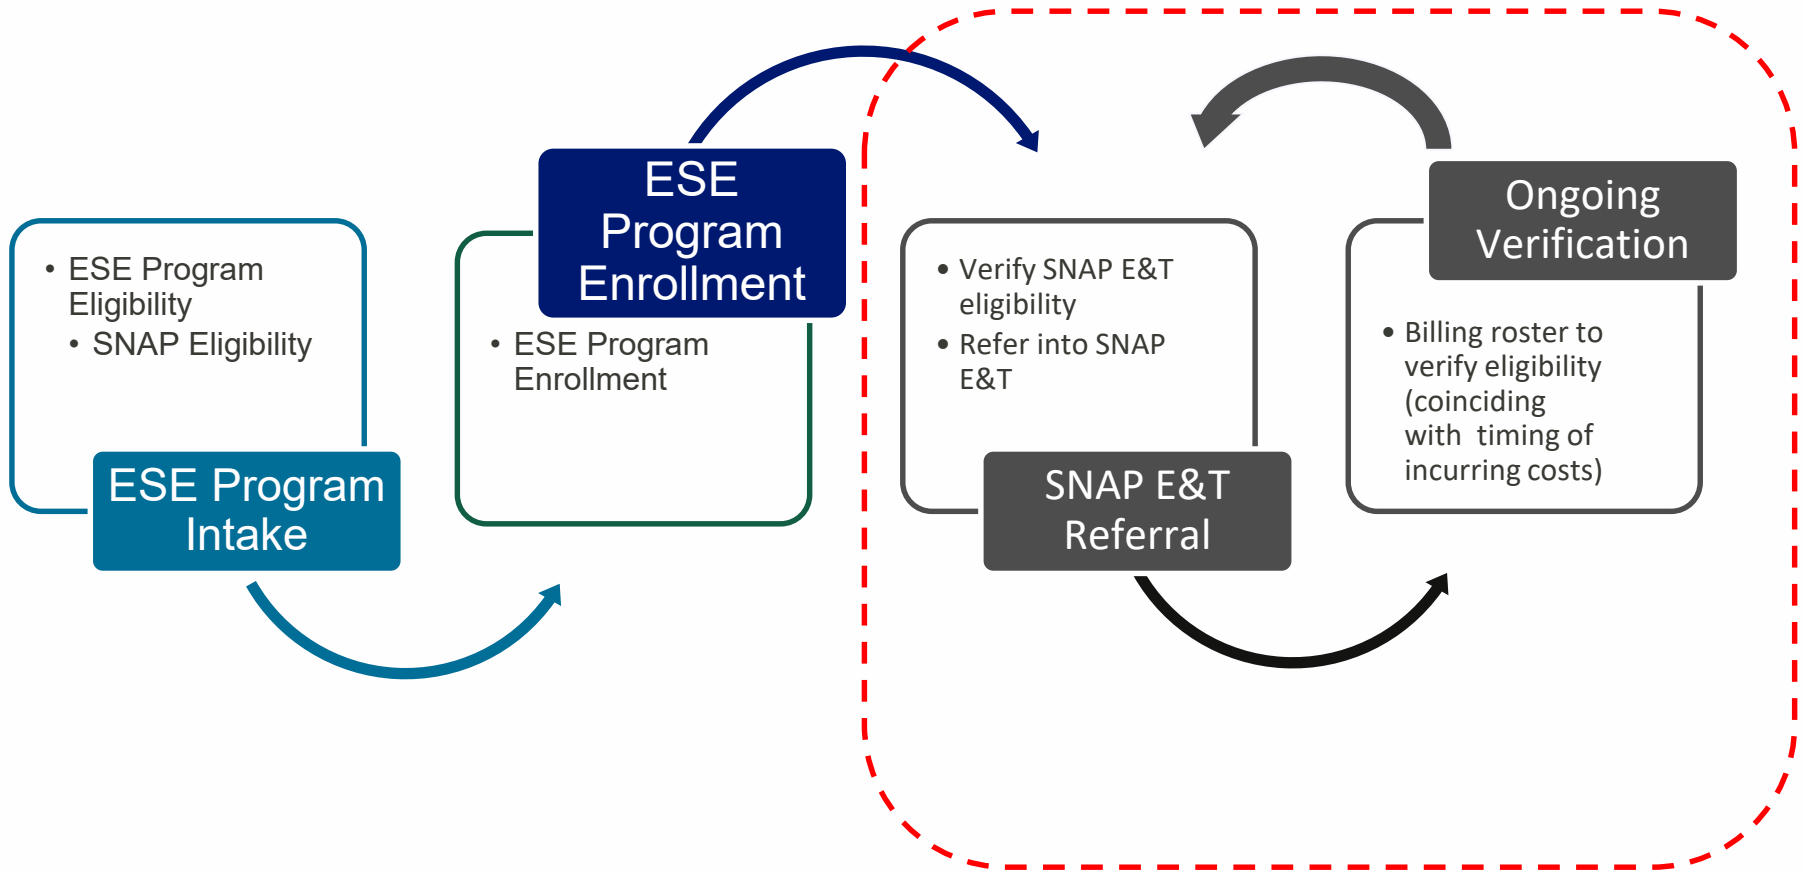 • ESE Program
Eligibility
• SNAP Eligibility
ESE Program
Intake
ESE
Program
Enrollment
• ESE Program
Enrollment
• Verify SNAP E&T
eligibility
• Refer into SNAP
E&T
SNAP E&T
Referral
Ongoing
Verification
• Billing roster to
verify eligibility
(coinciding
with  timing of
incurring costs)